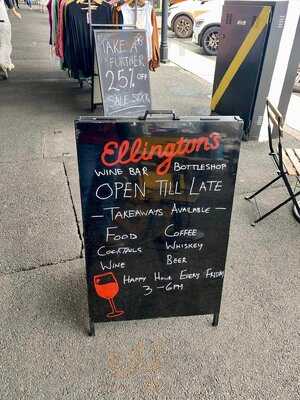 TAKE A
FURTHER
25% OFF
SALE STOCK
Ellington's
WINE BAR BOTTLESHOP
OPEN TILL LATE
- TAKEAWAYS AVAILABLE -
FOOD COFFEE
COCKTAILS WHISKEY
WINE BEER
HAPPY HOUR EVERY FRIDAY
3-6PM